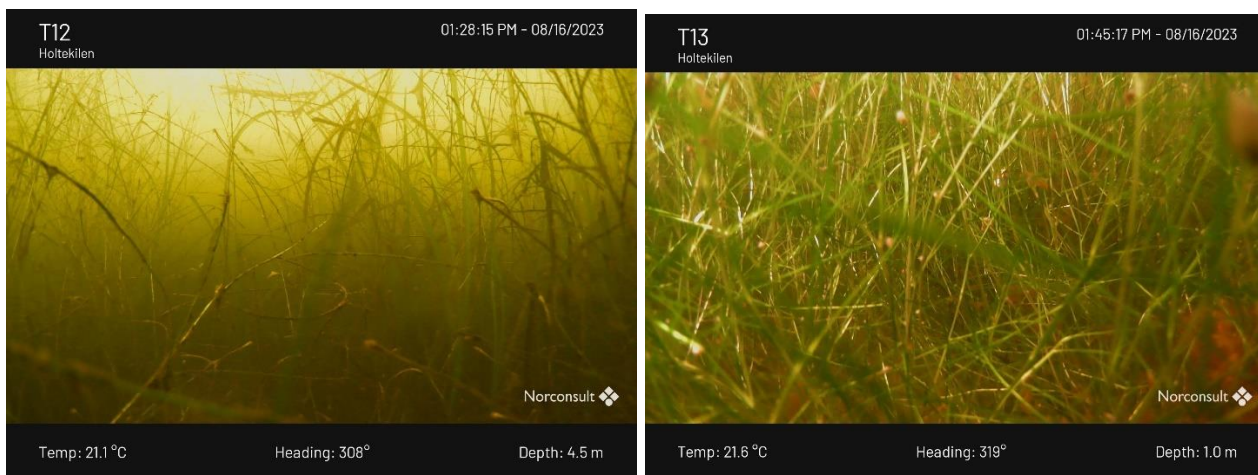 T12
Holtekilen
01:28:15 PM - 08/16/2023
Norconsult
Temp: 21.1 °C
Heading: 308°
Depth: 4.5 m
T13
Holtekilen
01:45:17 PM - 08/16/2023
Norconsult
Temp: 21.6 °C
Heading: 319°
Depth: 1.0 m